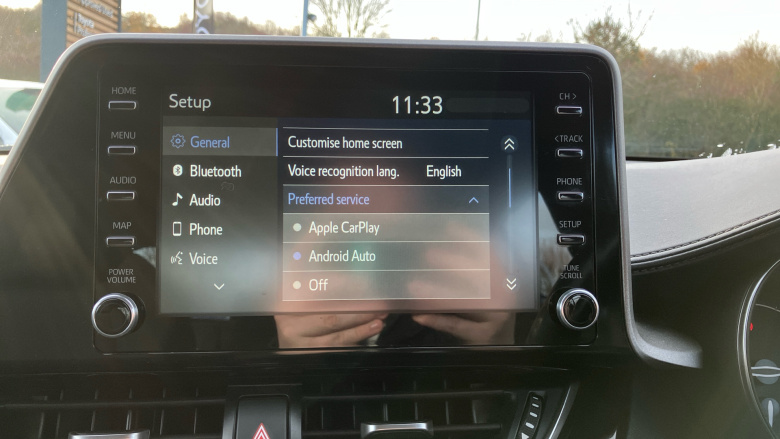 TOYOTA
HOME
MENU
AUDIO
MAP
POWER
VOLUME
Setup
11:33
General
Bluetooth
Audio
Phone
Voice
Customise home screen
Voice recognition lang. English
Preferred service
Apple CarPlay
Android Auto
Off
CH >
< TRACK
PHONE
SETUP
TUNE
SCROLL